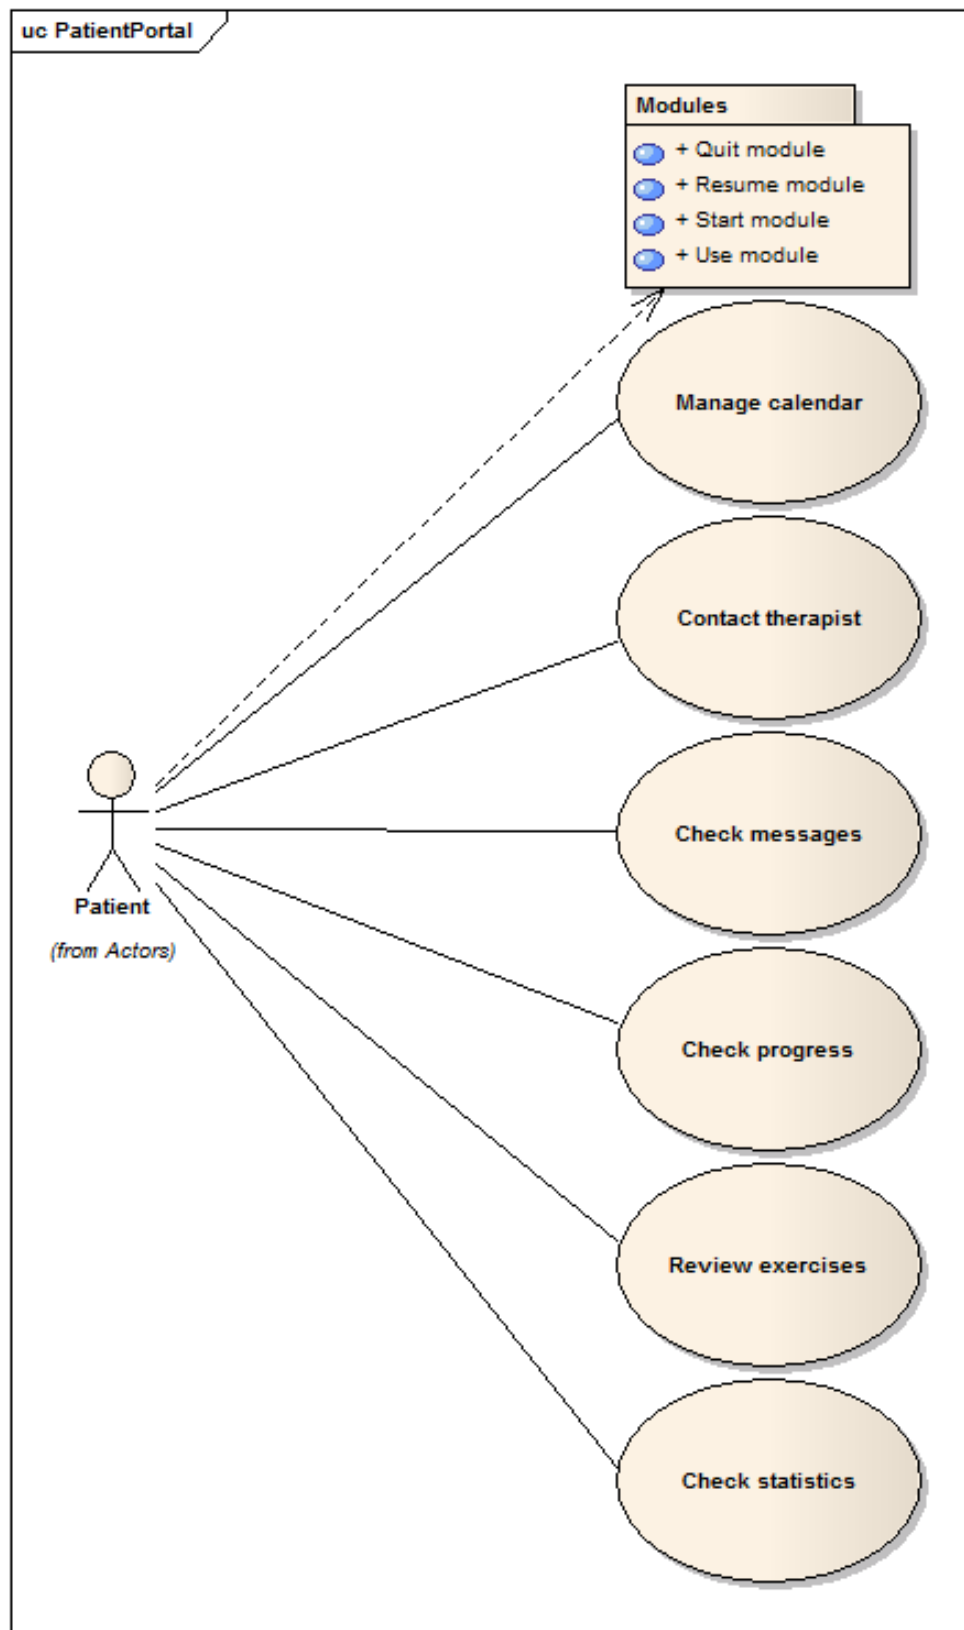 uc PatientPortal
Modules
+ Quit module
+ Resume module
+ Start module
+ Use module
Manage calendar
Contact therapist
Check messages
Patient
(from Actors)
Check progress
Review exercises
Check statistics